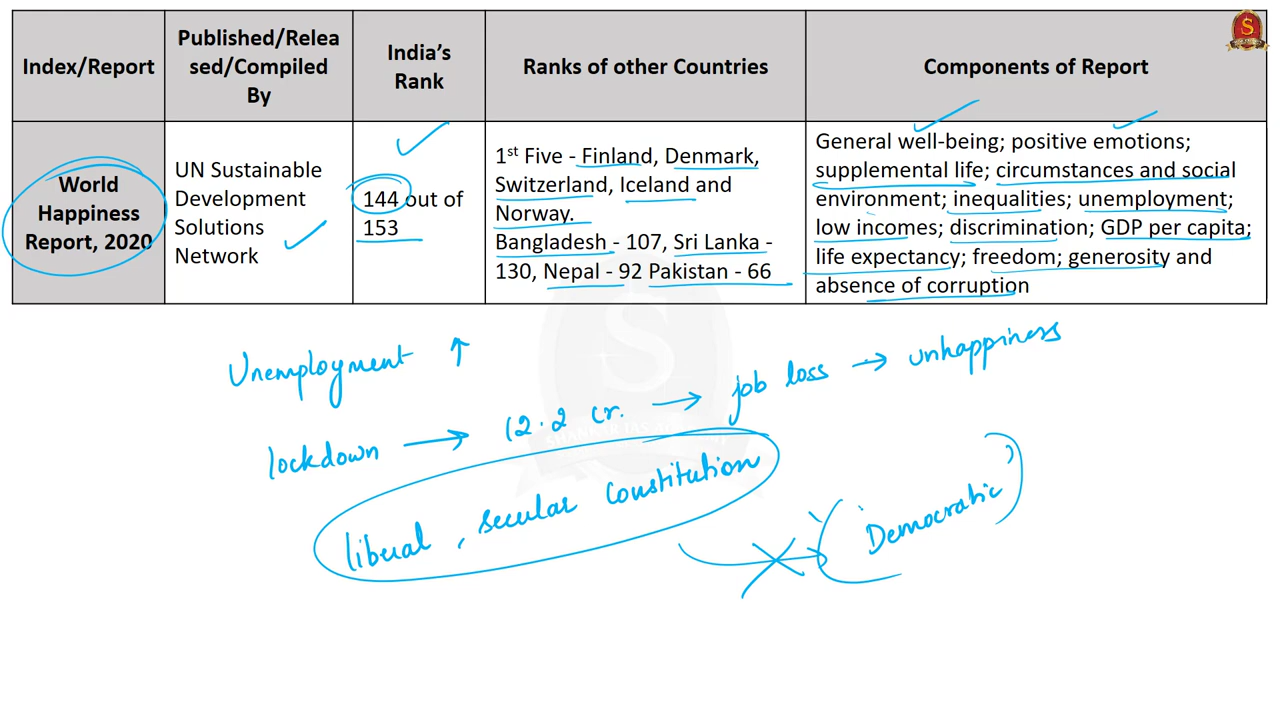 Index/Report
Published/Relea
sed/Compiled
By
India's
Rank
Ranks of other Countries
Components of Report
World
Happiness
Report, 2020
UN Sustainable
Development
Solutions
Network
144 out of
153
1st Five - Finland, Denmark,
Switzerland, Iceland and
Norway.
Bangladesh - 107, Sri Lanka -
130, Nepal - 92 Pakistan - 66
General well-being; positive emotions;
supplemental life; circumstances and social
environment; inequalities; unemployment;
low incomes; discrimination; GDP per capita;
life expectancy; freedom; generosity and
absence of corruption
Unemployment ↑
lockdown → 12.2 cr. → job loss → unhappiness
liberal, secular constitution
Democratic
S